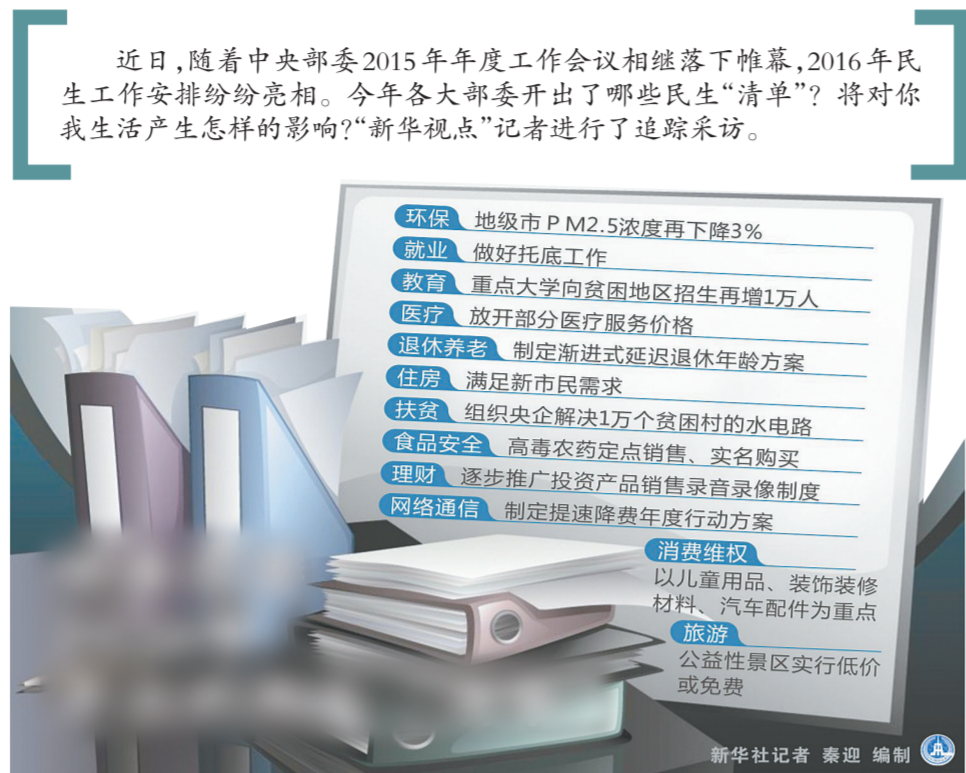 近日,随着中央部委2015年年度工作会议相继落下帷幕,2016年民
生工作安排纷纷亮相。今年各大部委开出了哪些民生“清单”？将对你
我生活产生怎样的影响?“新华视点”记者进行了追踪采访。
环保 地级市PM2.5浓度再下降3%
就业 做好托底工作
教育 重点大学向贫困地区招生再增1万人
医疗 放开部分医疗服务价格
退休养老 制定渐进式延迟退休年龄方案
住房 满足新市民需求
扶贫 组织央企解决1万个贫困村的水电路
食品安全 高毒农药定点销售、实名购买
理财 逐步推广投资产品销售录音录像制度
网络通信 制定提速降费年度行动方案
消费维权
以儿童用品、装饰装修
材料、汽车配件为重点
旅游
公益性景区实行低价
或免费
新华社记者 秦迎 编制